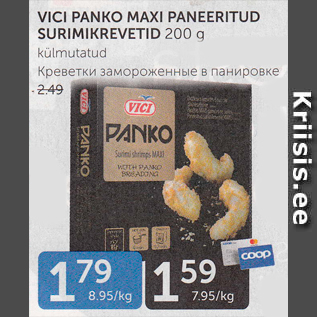 VICI PANKO MAXI PANEERITUD
SURIMIKREVETID 200 g
külmutatud
Креветки замороженные в панировке
2.49
VICI
PANKO
Surimi shrimps MAXI
WITH PANKO
BREADING
PANKO
1 79
8.95/kg
1 59
7.95/kg
coop
Kriisis.ee